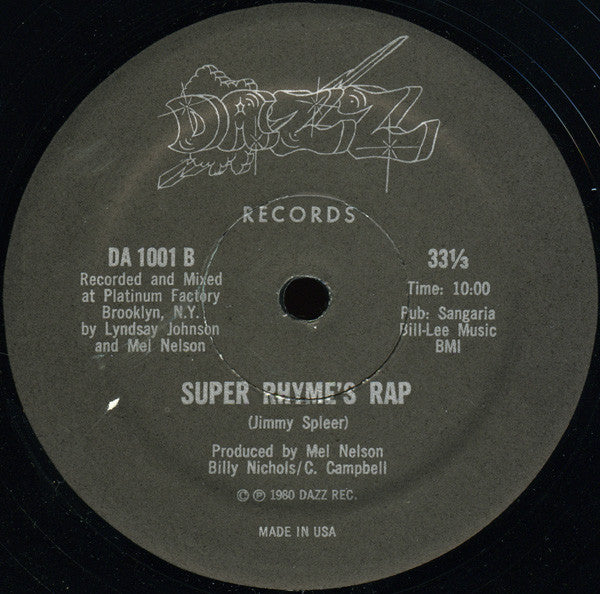 DAZZ
RECORDS
DA 1001 B
Recorded and Mixed
at Platinum Factory
Brooklyn, N.Y.
by Lyndsay Johnson
and Mel Nelson
33⅓
Time: 10:00
Pub: Sangaria
Bill-Lee Music
BMI
SUPER RHYME'S RAP
(Jimmy Spleer)
Produced by Mel Nelson
Billy Nichols/C. Campbell
© ℗ 1980 DAZZ REC.
MADE IN USA